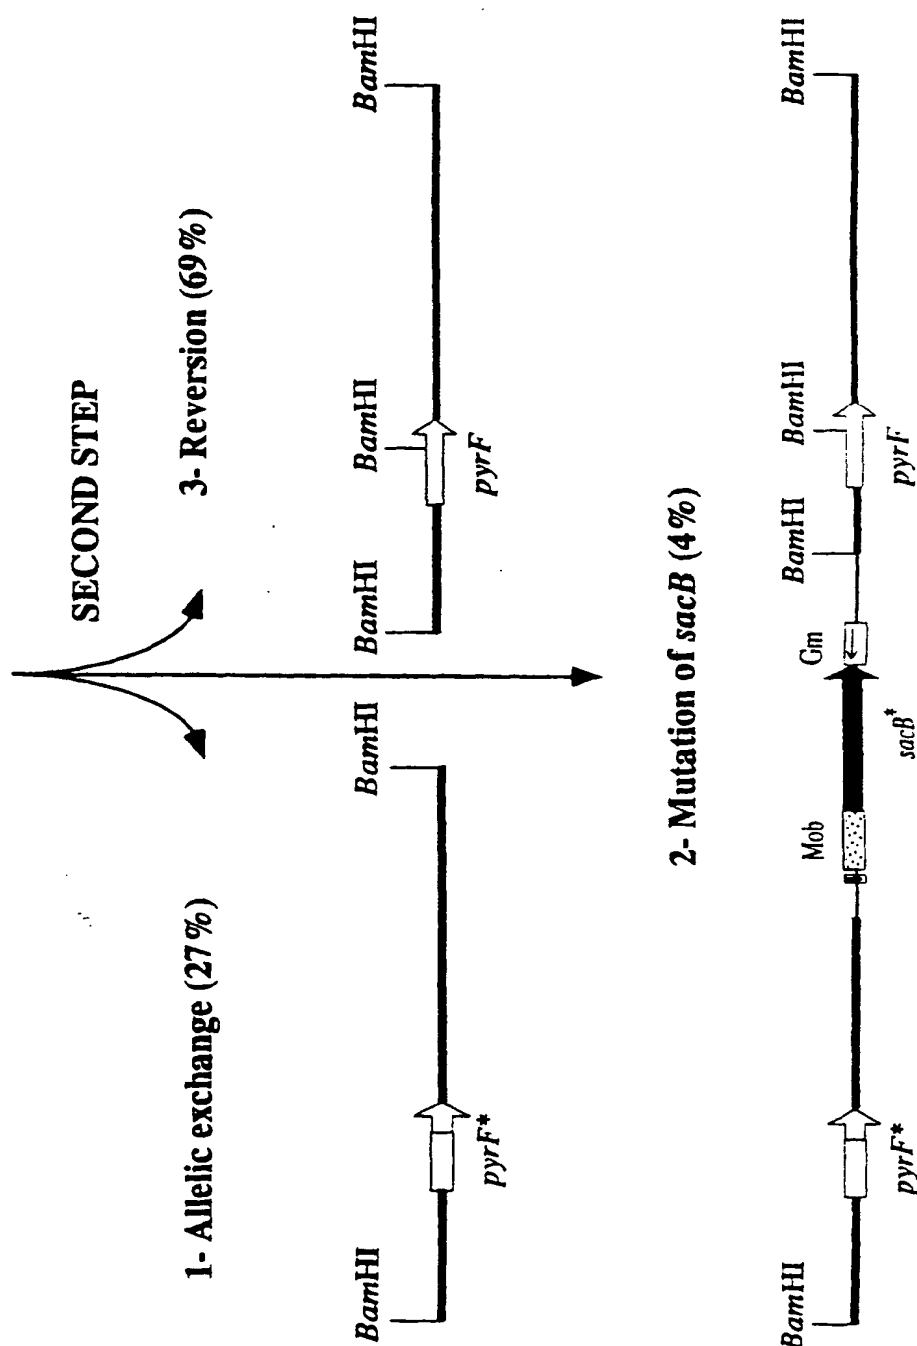 SECOND STEP
1- Allelic exchange (27%)
3- Reversion (69%)
BamHI
BamHI
BamHI
BamHI
BamHI
pyrF*
pyrF
2- Mutation of sacB (4%)
BamHI
Mob
Gm
BamHI
BamHI
BamHI
pyrF*
sacB*
pyrF